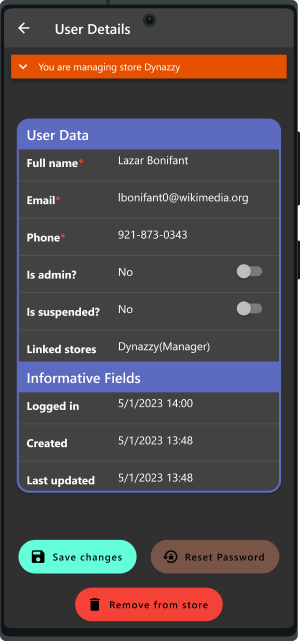 User Details
You are managing store Dynazzy
User Data
Full name* Lazar Bonifant
Email* lbonifant0@wikimedia.org
Phone* 921-873-0343
Is admin? No
Is suspended? No
Linked stores Dynazzy(Manager)
Informative Fields
Logged in 5/1/2023 14:00
Created 5/1/2023 13:48
Last updated 5/1/2023 13:48
Save changes Reset Password
Remove from store